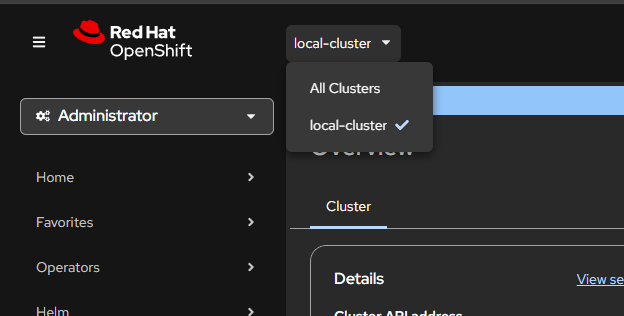 Red Hat
OpenShift
local-cluster
All Clusters
local-cluster
Administrator
Overview
Home
Favorites
Operators
Helm
Cluster
Details
View se
Cluster API address